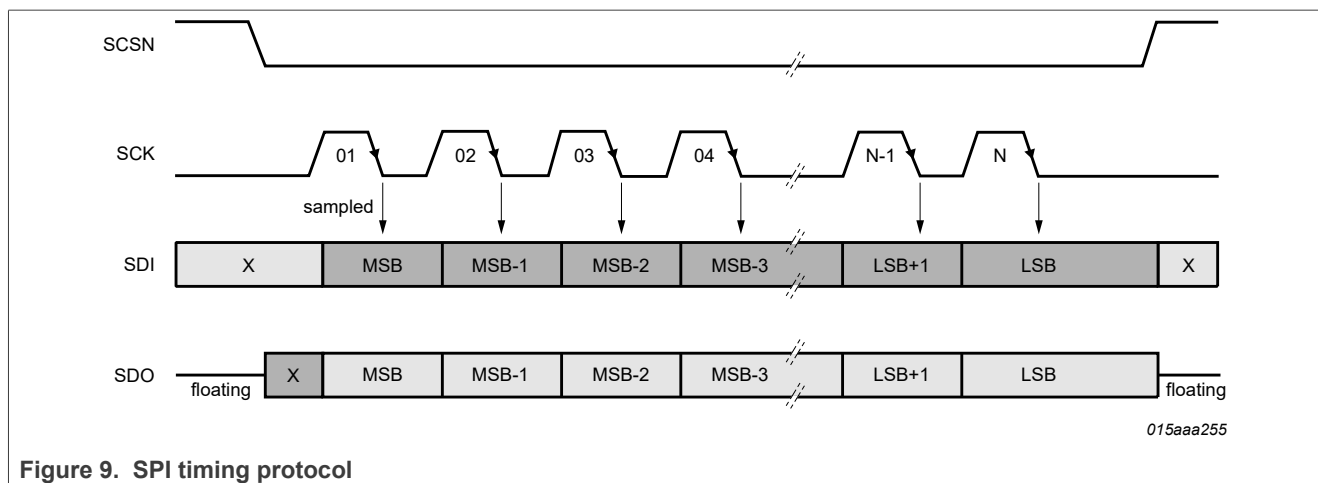 SCSN
SCK 01 02 03 04 N-1 N
sampled
SDI X MSB MSB-1 MSB-2 MSB-3 LSB+1 LSB X
SDO X MSB MSB-1 MSB-2 MSB-3 LSB+1 LSB
floating floating
015aaa255
Figure 9. SPI timing protocol